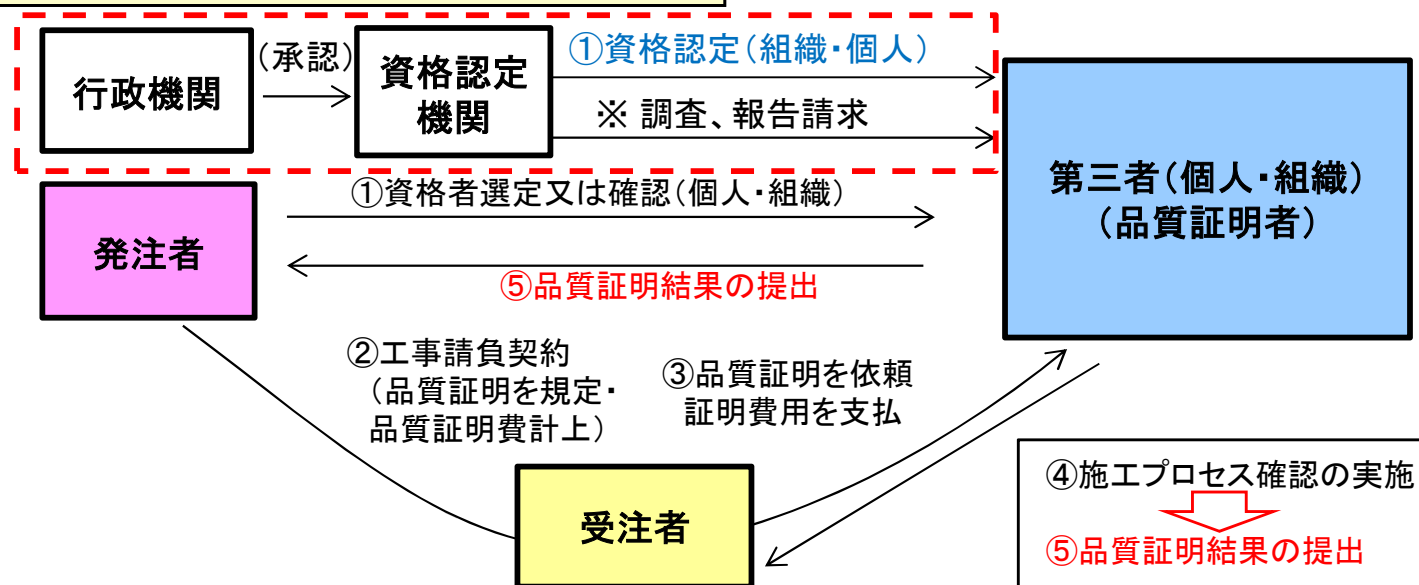 行政機関
(承認)
資格認定
機関
①資格認定(組織・個人)
※ 調査、報告請求
第三者(個人・組織)
(品質証明者)
①資格者選定又は確認(個人・組織)
発注者
⑤品質証明結果の提出
②工事請負契約
(品質証明を規定・
品質証明費計上)
③品質証明を依頼
証明費用を支払
受注者
④施工プロセス確認の実施
⑤品質証明結果の提出